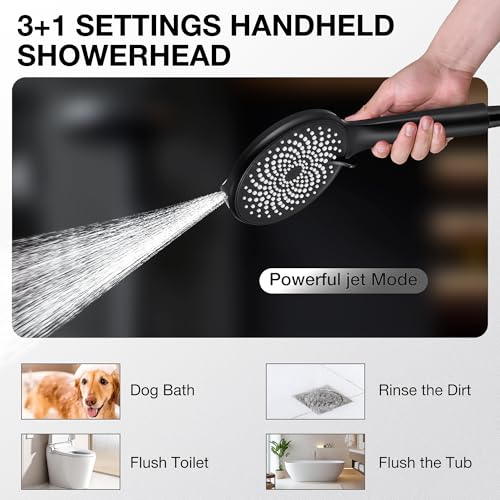 3+1 SETTINGS HANDHELD
SHOWERHEAD
Powerful jet Mode
Dog Bath
Rinse the Dirt
Flush Toilet
Flush the Tub